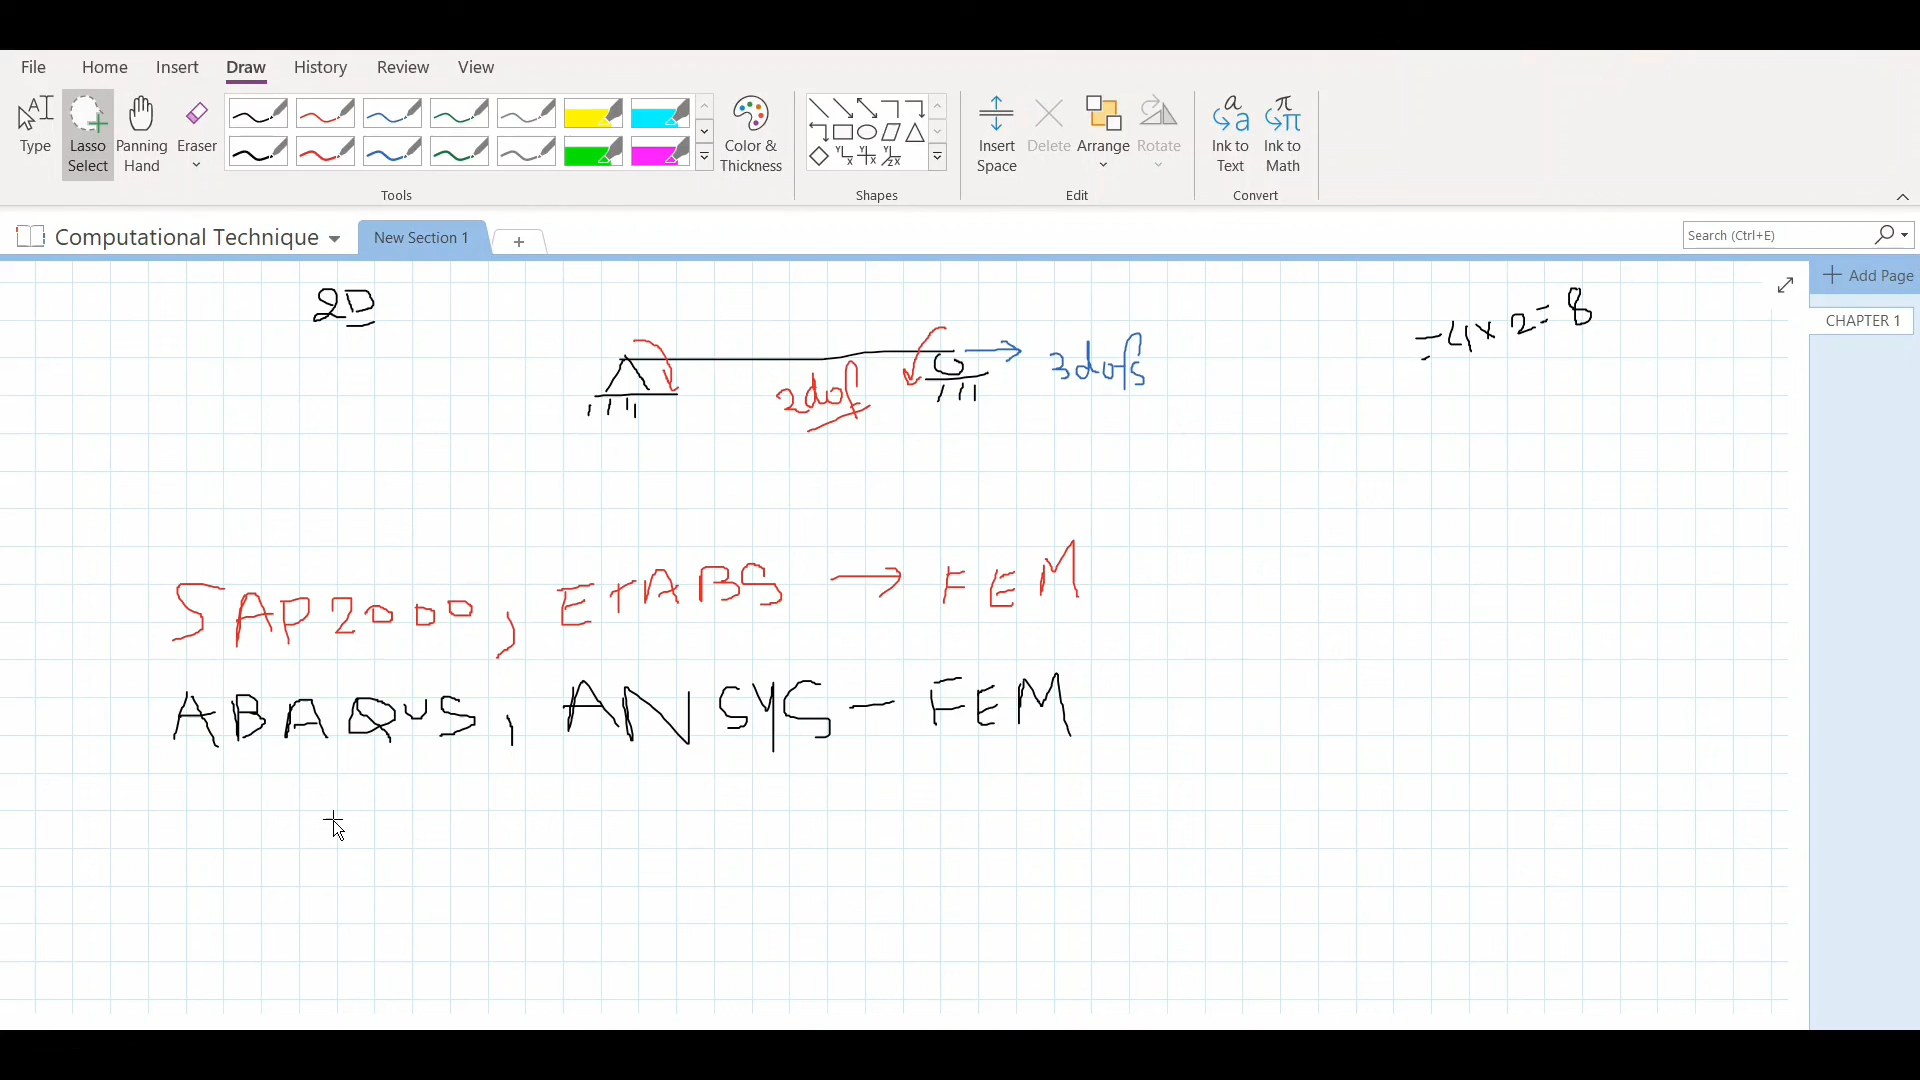 File Home Insert Draw History Review View
Type
Lasso Select
Panning Hand
Eraser
Color & Thickness
Insert Space
Delete
Arrange
Rotate
Ink to Text
Ink to Math
Tools Shapes Edit Convert
Computational Technique New Section 1 + Search (Ctrl+E)
Add Page
CHAPTER 1
2D
= 4 x 2 = 8
2dof 3dofs
SAP2000, ETABS → FEM
ABAQUS, ANSYS - FEM